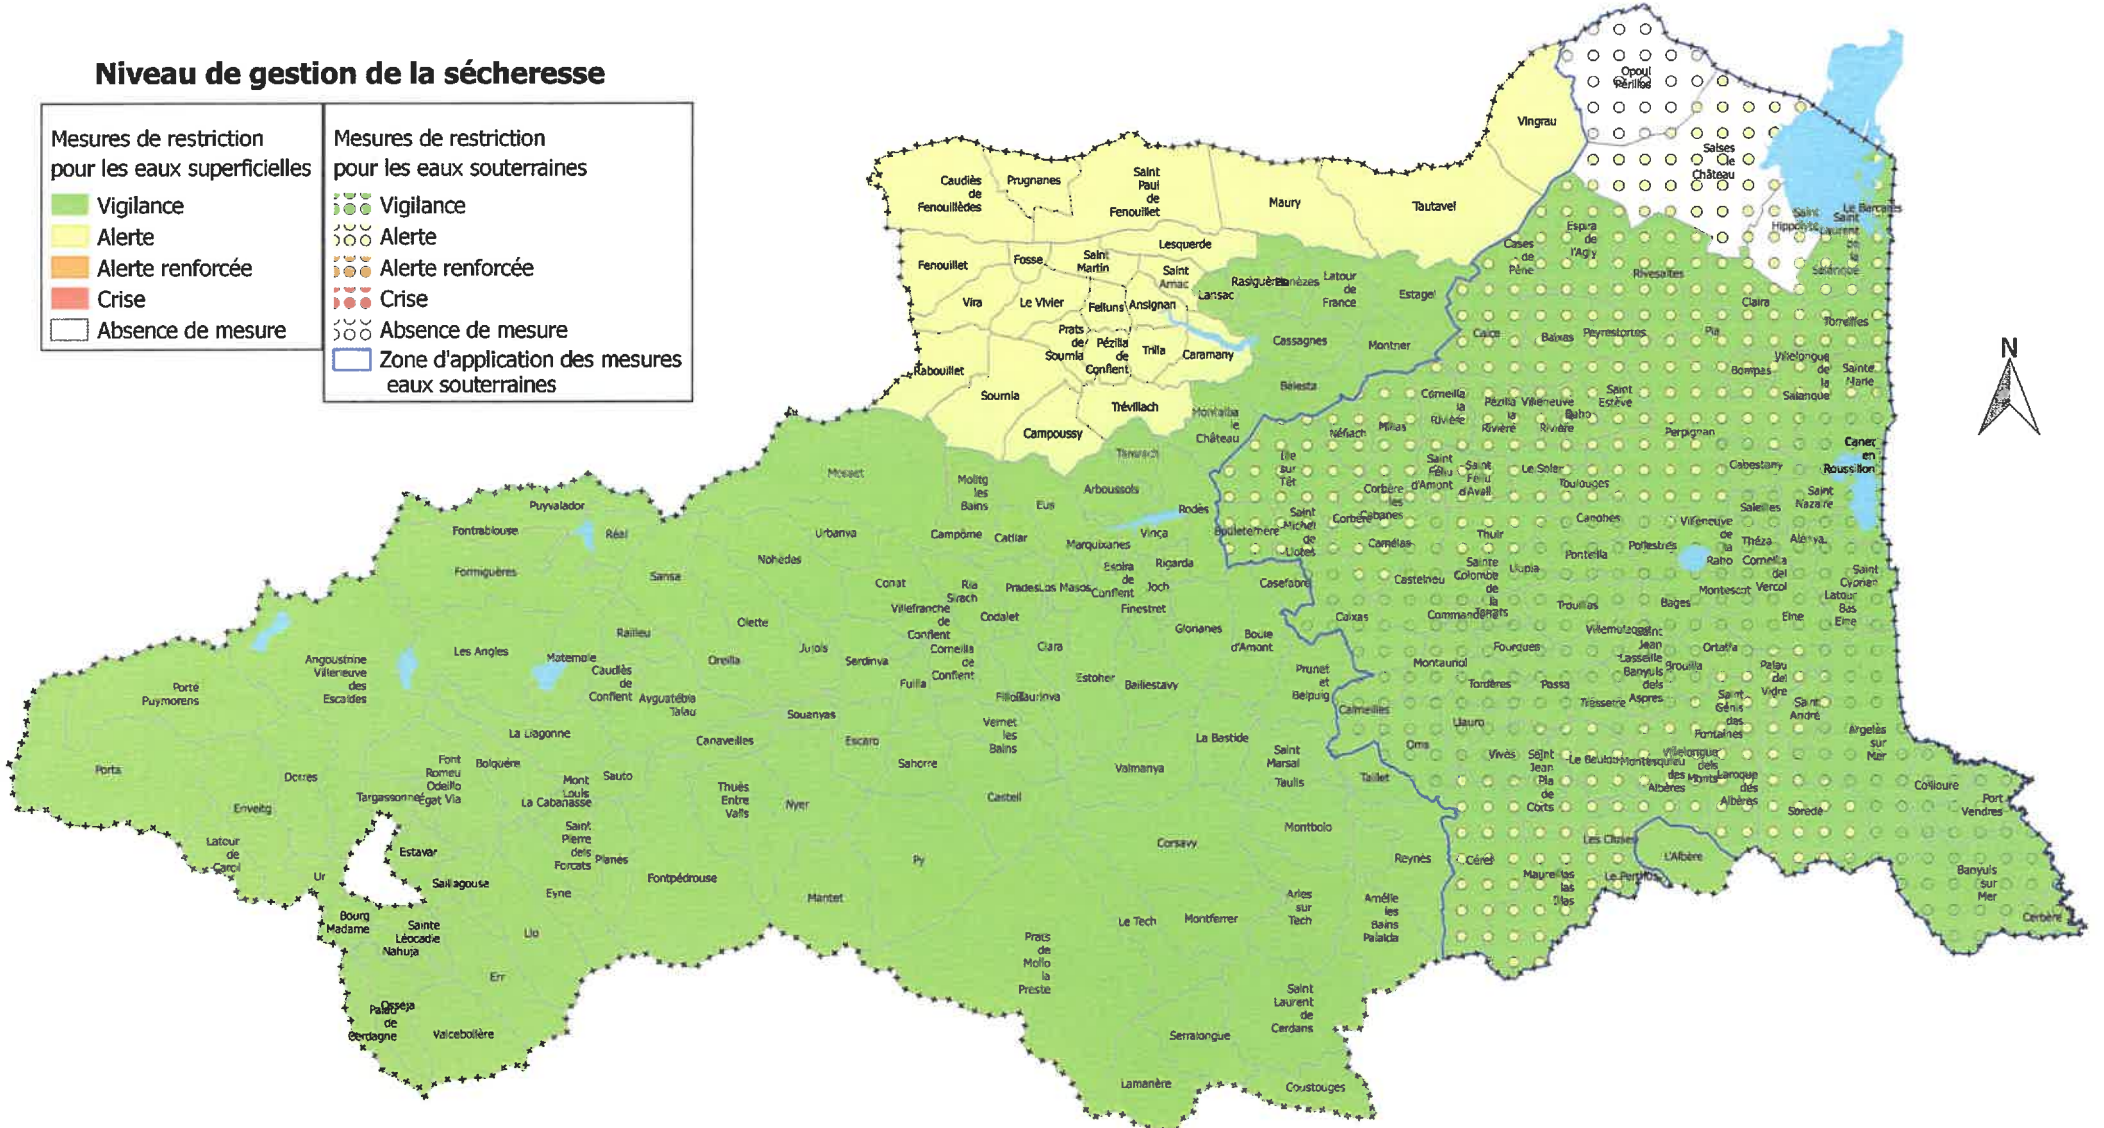 Niveau de gestion de la sécheresse
Mesures de restriction
pour les eaux superficielles
Vigilance
Alerte
Alerte renforcée
Crise
Absence de mesure
Mesures de restriction
pour les eaux souterraines
Vigilance
Alerte
Alerte renforcée
Crise
Absence de mesure
Zone d'application des mesures
eaux souterraines
N
Opoul
Périllos
Vingrau
Salses
le
Château
Caudiès
de
Fenouillèdes
Prugnanes
Saint
Paul
de
Fenouillet
Maury
Tautavel
Le Barcarès
Saint
Hippolyte
Saint
Laurent
de
la
Salanque
Espira
de
l'Agly
Cases
de
Pène
Rivesaltes
Claira
Torreilles
Lesquerde
Fenouillet
Fosse
Saint
Martin
Saint
Arnac
Lansac
Rasiguères
Latour
de
France
Estagel
Vira
Le Vivier
Felluns
Ansignan
Prats
de
Sournia
Pézilla
de
Conflent
Trilla
Caramany
Cassagnes
Montner
Calce
Baixas
Peyrestortes
Pia
Villelongue
de
la
Salanque
Sainte
Marie
Bompas
Rabouillet
Sournia
Trévillach
Campoussy
Bélesta
Montalba
le
Château
Tarerach
Corneilla
la
Rivière
Pézilla
la
Rivière
Villeneuve
la
Rivière
Baho
Saint
Estève
Néfiach
Millas
Perpignan
Canet
en
Roussillon
Cabestany
Mosset
Molitg
les
Bains
Eus
Arboussols
Rodès
Ille
sur
Têt
Saint
Féliu
d'Amont
Saint
Féliu
d'Avall
Le Soler
Toulouges
Saint
Nazaire
Saleilles
Puyvalador
Fontrabiouse
Réal
Urbanya
Campôme
Catllar
Marquixanes
Vinça
Bouleternère
Saint
Michel
de
Llotes
Corbère
Corbère
les
Cabanes
Camélas
Thuir
Canohès
Pollestres
Villeneuve
de
la
Raho
Théza
Alénya
Corneilla
del
Vercol
Saint
Cyprien
Latour
Bas
Elne
Formiguères
Sansa
Nohèdes
Conat
Ria
Sirach
Prades
Los Masos
Espira
de
Conflent
Rigarda
Joch
Finestret
Casefabre
Castelnou
Sainte
Colombe
de
la
Commanderie
Llupia
Ponteilla
Terrats
Trouillas
Bages
Montescot
Elne
Villefranche
de
Conflent
Codalet
Corneilla
de
Conflent
Clara
Glorianes
Boule
d'Amont
Caixas
Fourques
Villemolaque
Saint
Jean
Lasseille
Ortaffa
Brouilla
Palau
del
Vidre
Railleu
Olette
Jujols
Serdinya
Oreilla
Fuilla
Fillols
Taurinya
Estoher
Baillestavy
Prunet
et
Belpuig
Montauriol
Tordères
Passa
Banyuls
dels
Aspres
Tresserre
Saint
Génis
des
Fontaines
Saint
André
Argelès
sur
Mer
Les Angles
Matemale
Caudiès
de
Conflent
Ayguatébia
Talau
Angoustrine
Villeneuve
des
Escaldes
Porté
Puymorens
Porta
Dorres
Enveitg
La Llagonne
Font
Romeu
Odeillo
Egat Via
Bolquère
Targassonne
Mont
Louis
La Cabanasse
Sauto
Canaveilles
Souanyas
Escaro
Sahorre
Vernet
les
Bains
Thuès
Entre
Valls
Nyer
Casteil
Valmanya
La Bastide
Saint
Marsal
Taulis
Calmeilles
Oms
Llauro
Taillet
Vivès
Saint
Jean
Pla
de
Corts
Le Boulou
Montesquieu
des
Albères
Villelongue
dels
Monts
Laroque
des
Albères
Sorède
Collioure
Port
Vendres
Latour
de
Carol
Ur
Estavar
Saillagouse
Saint
Pierre
dels
Forcats
Planès
Eyne
Fontpédrouse
Mantet
Py
Corsavy
Montbolo
Reynès
Céret
Maureillas
las
Illas
Les Cluses
Le Perthus
L'Albère
Banyuls
sur
Mer
Cerbère
Bourg
Madame
Sainte
Léocadie
Nahuja
Llo
Err
Osséja
Palau
de
Cerdagne
Valcebollère
Prats
de
Mollo
la
Preste
Le Tech
Montferrer
Arles
sur
Tech
Amélie
les
Bains
Palalda
Saint
Laurent
de
Cerdans
Serralongue
Lamanère
Coustouges